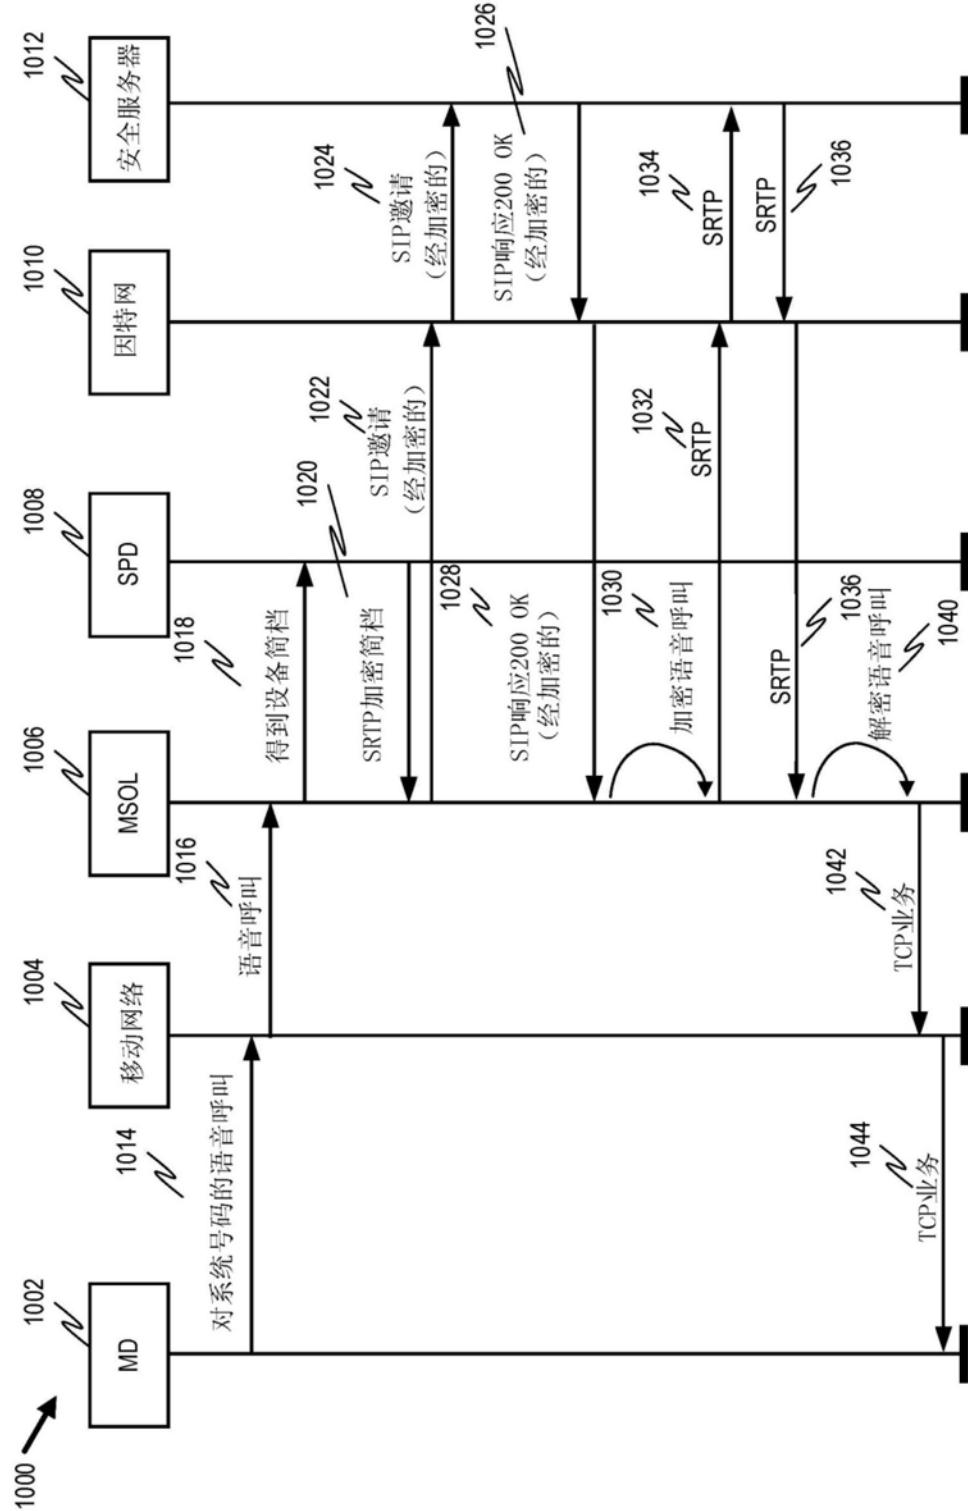 1000
1002
MD
1004
移动网络
1006
MSOL
1008
SPD
1010
因特网
1012
安全服务器
1014
对系统号码的语音呼叫
1016
语音呼叫
1018
得到设备简档
1020
SRTP加密简档
1022
SIP邀请
(经加密的)
1024
SIP邀请
(经加密的)
1026
SIP响应200 OK
(经加密的)
1028
SIP响应200 OK
(经加密的)
1030
加密语音呼叫
1032
SRTP
1034
SRTP
SRTP
1036
SRTP
1036
解密语音呼叫
1040
1042
TCP业务
1044
TCP业务